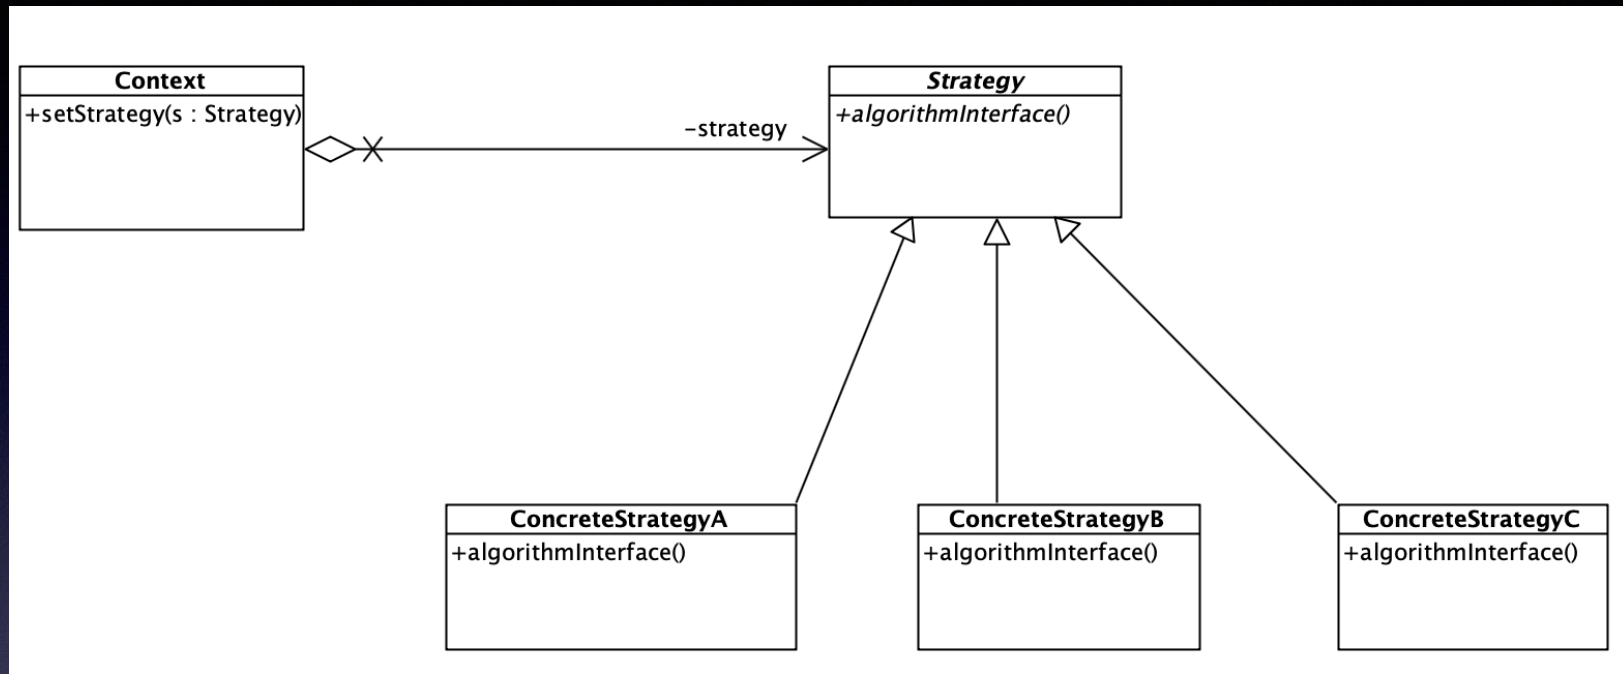 Context
+setStrategy(s : Strategy)
-strategy
Strategy
+algorithmInterface()
ConcreteStrategyA
+algorithmInterface()
ConcreteStrategyB
+algorithmInterface()
ConcreteStrategyC
+algorithmInterface()